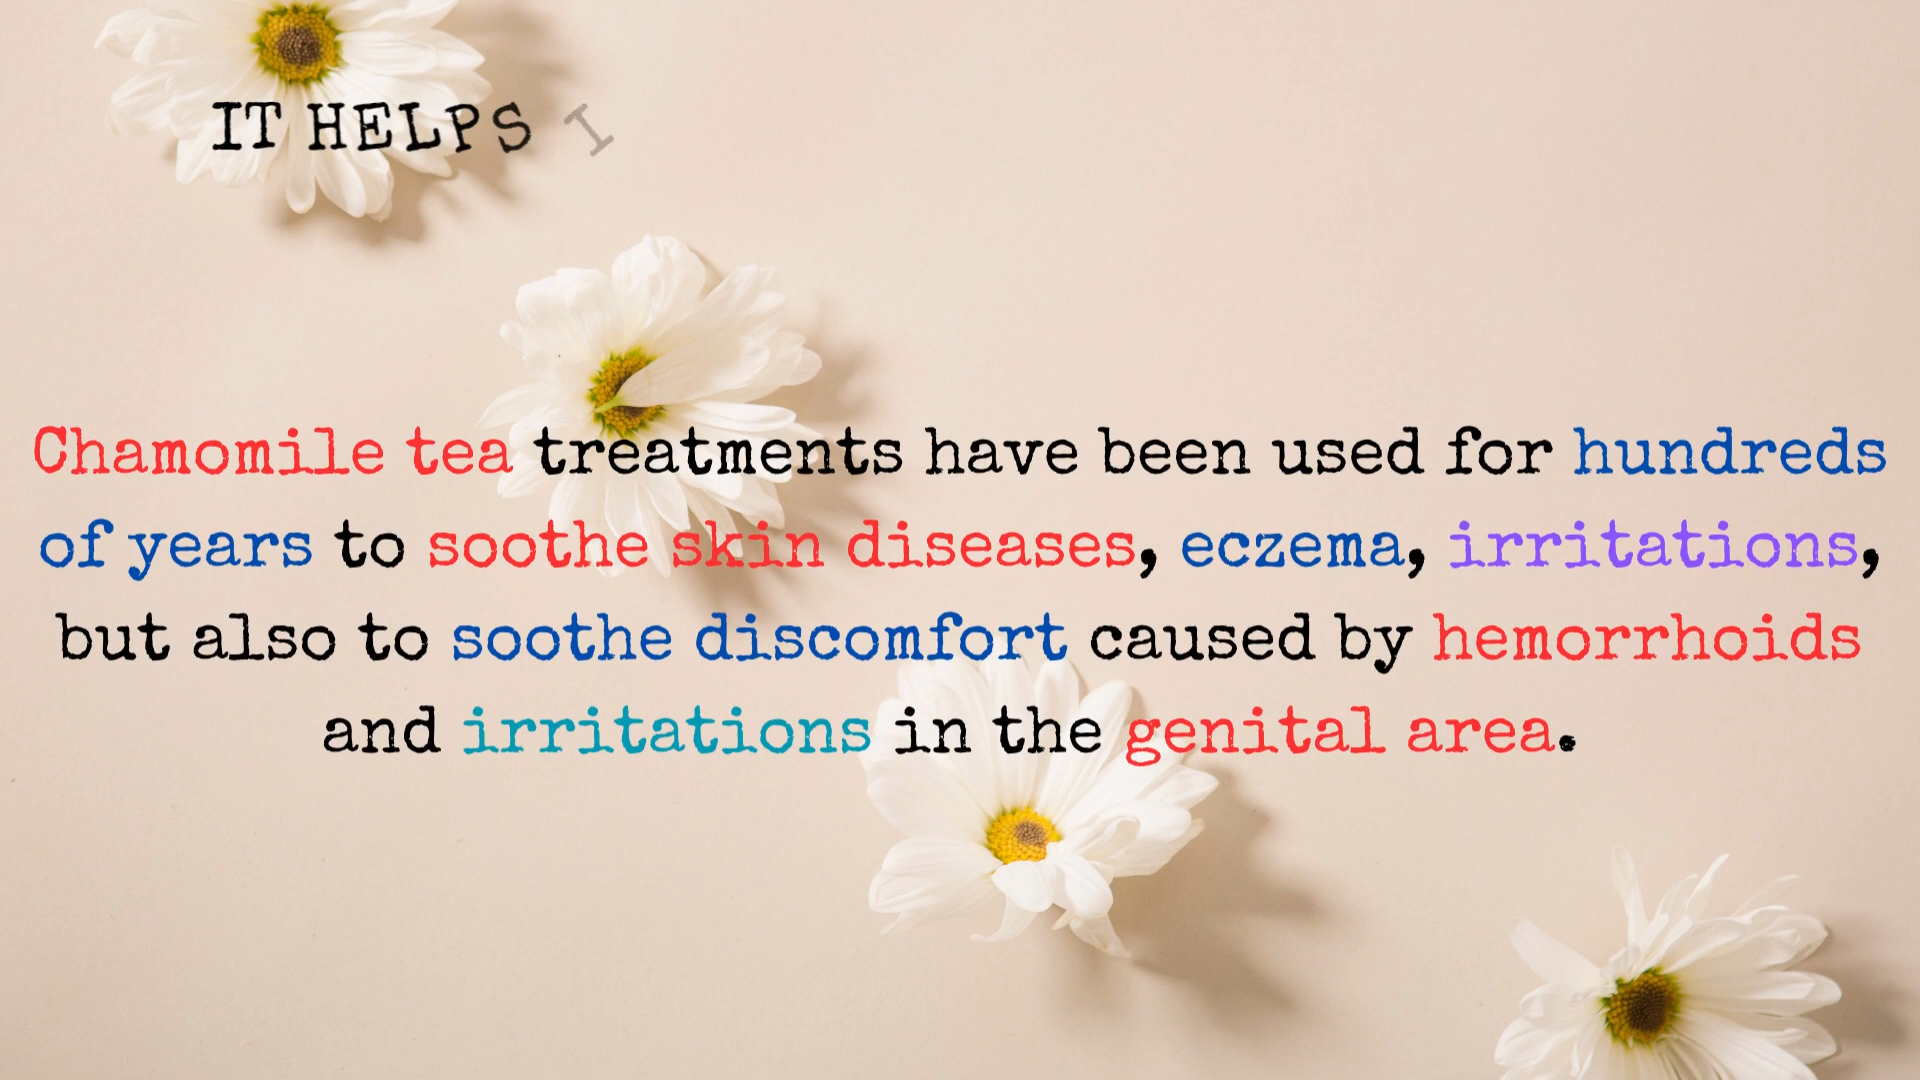 IT HELPS I
Chamomile tea treatments have been used for hundreds
of years to soothe skin diseases, eczema, irritations,
but also to soothe discomfort caused by hemorrhoids
and irritations in the genital area.